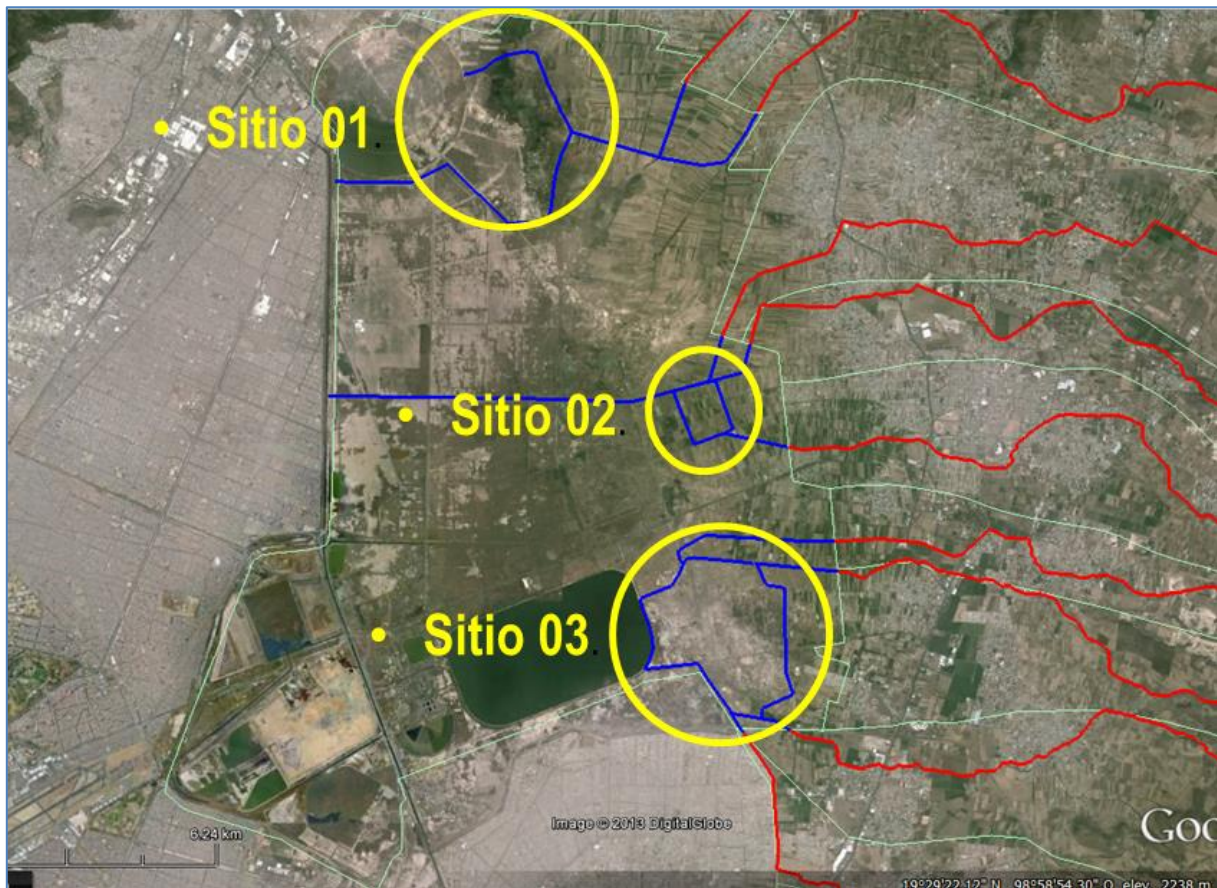 Sitio 01
Sitio 02
Sitio 03
6.24 km
Image © 2013 DigitalGlobe
Goo
19°29'22.12" N 98°58'54.30" O elev. 2238 m